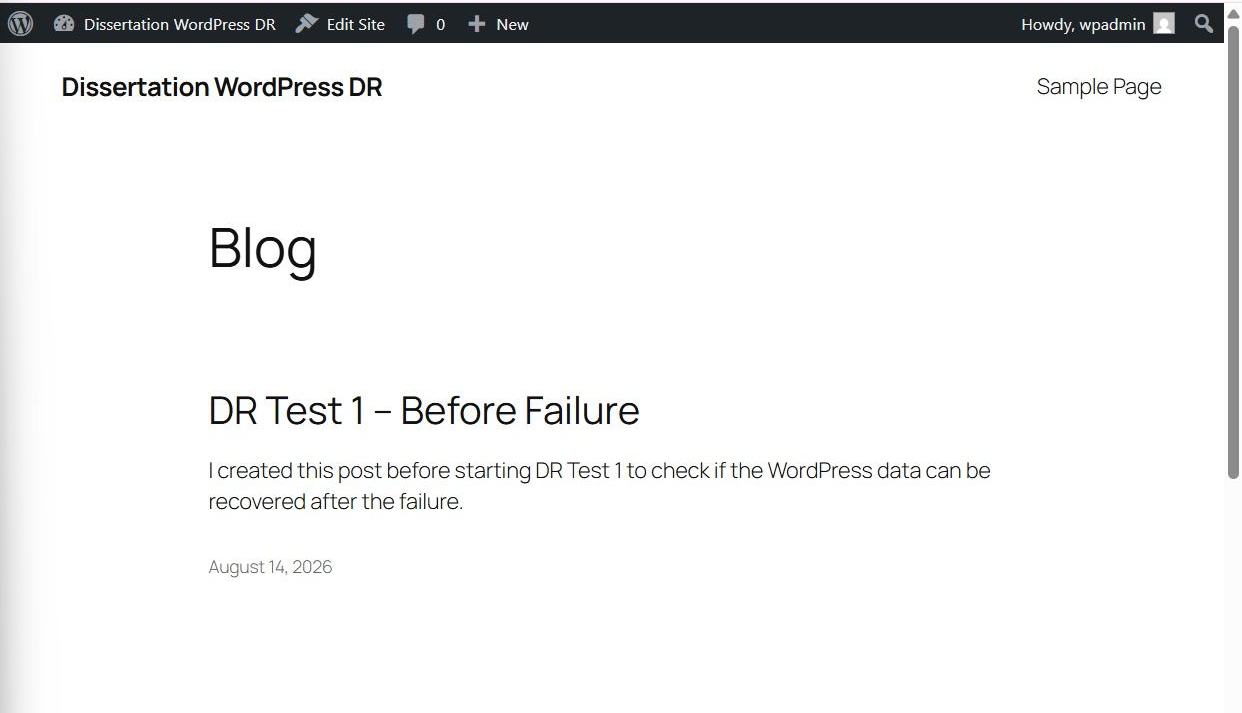 Dissertation WordPress DR Edit Site 0 New Howdy, wpadmin
Dissertation WordPress DR Sample Page
Blog
DR Test 1 – Before Failure
I created this post before starting DR Test 1 to check if the WordPress data can be
recovered after the failure.
August 14, 2026